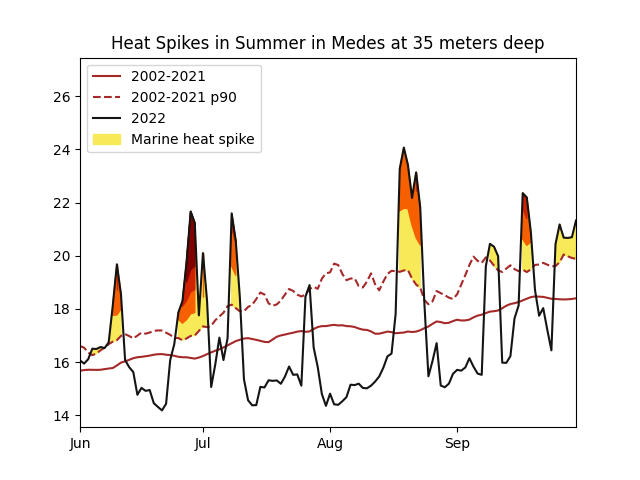 Heat Spikes in Summer in Medes at 35 meters deep
2002-2021
2002-2021 p90
2022
Marine heat spike
26
24
22
20
18
16
14
Jun
Jul
Aug
Sep